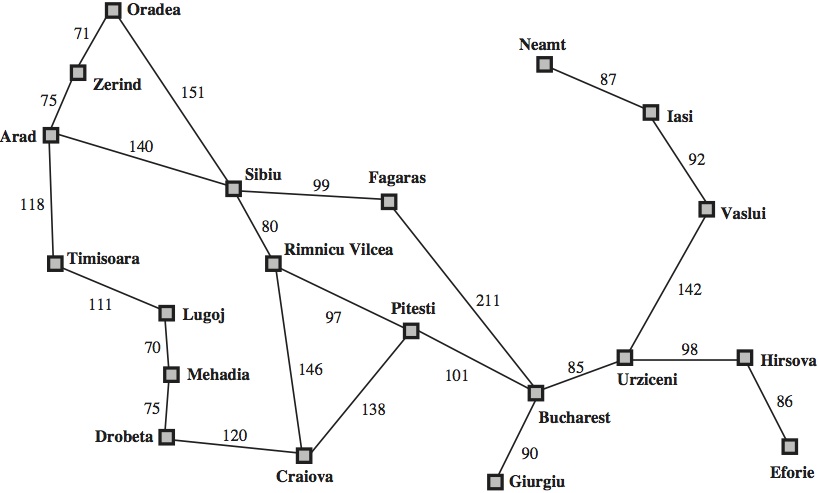 Oradea
71
Neamt
Zerind
87
151
75
Iasi
Arad
140
92
Sibiu
Fagaras
99
118
Vaslui
80
Timisoara
Rimnicu Vilcea
142
111
211
Lugoj
Pitesti
97
70
98
Hirsova
85
146
101
Mehadia
Urziceni
86
75
138
Bucharest
Drobeta
120
90
Craiova
Eforie
Giurgiu